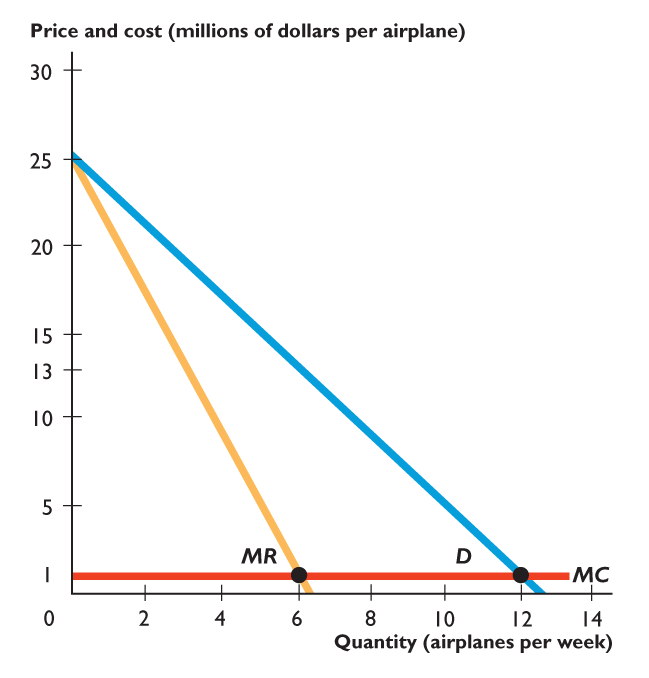 Price and cost (millions of dollars per airplane)
30
25
20
15
13
10
5
1
MR
D
MC
0 2 4 6 8 10 12 14
Quantity (airplanes per week)